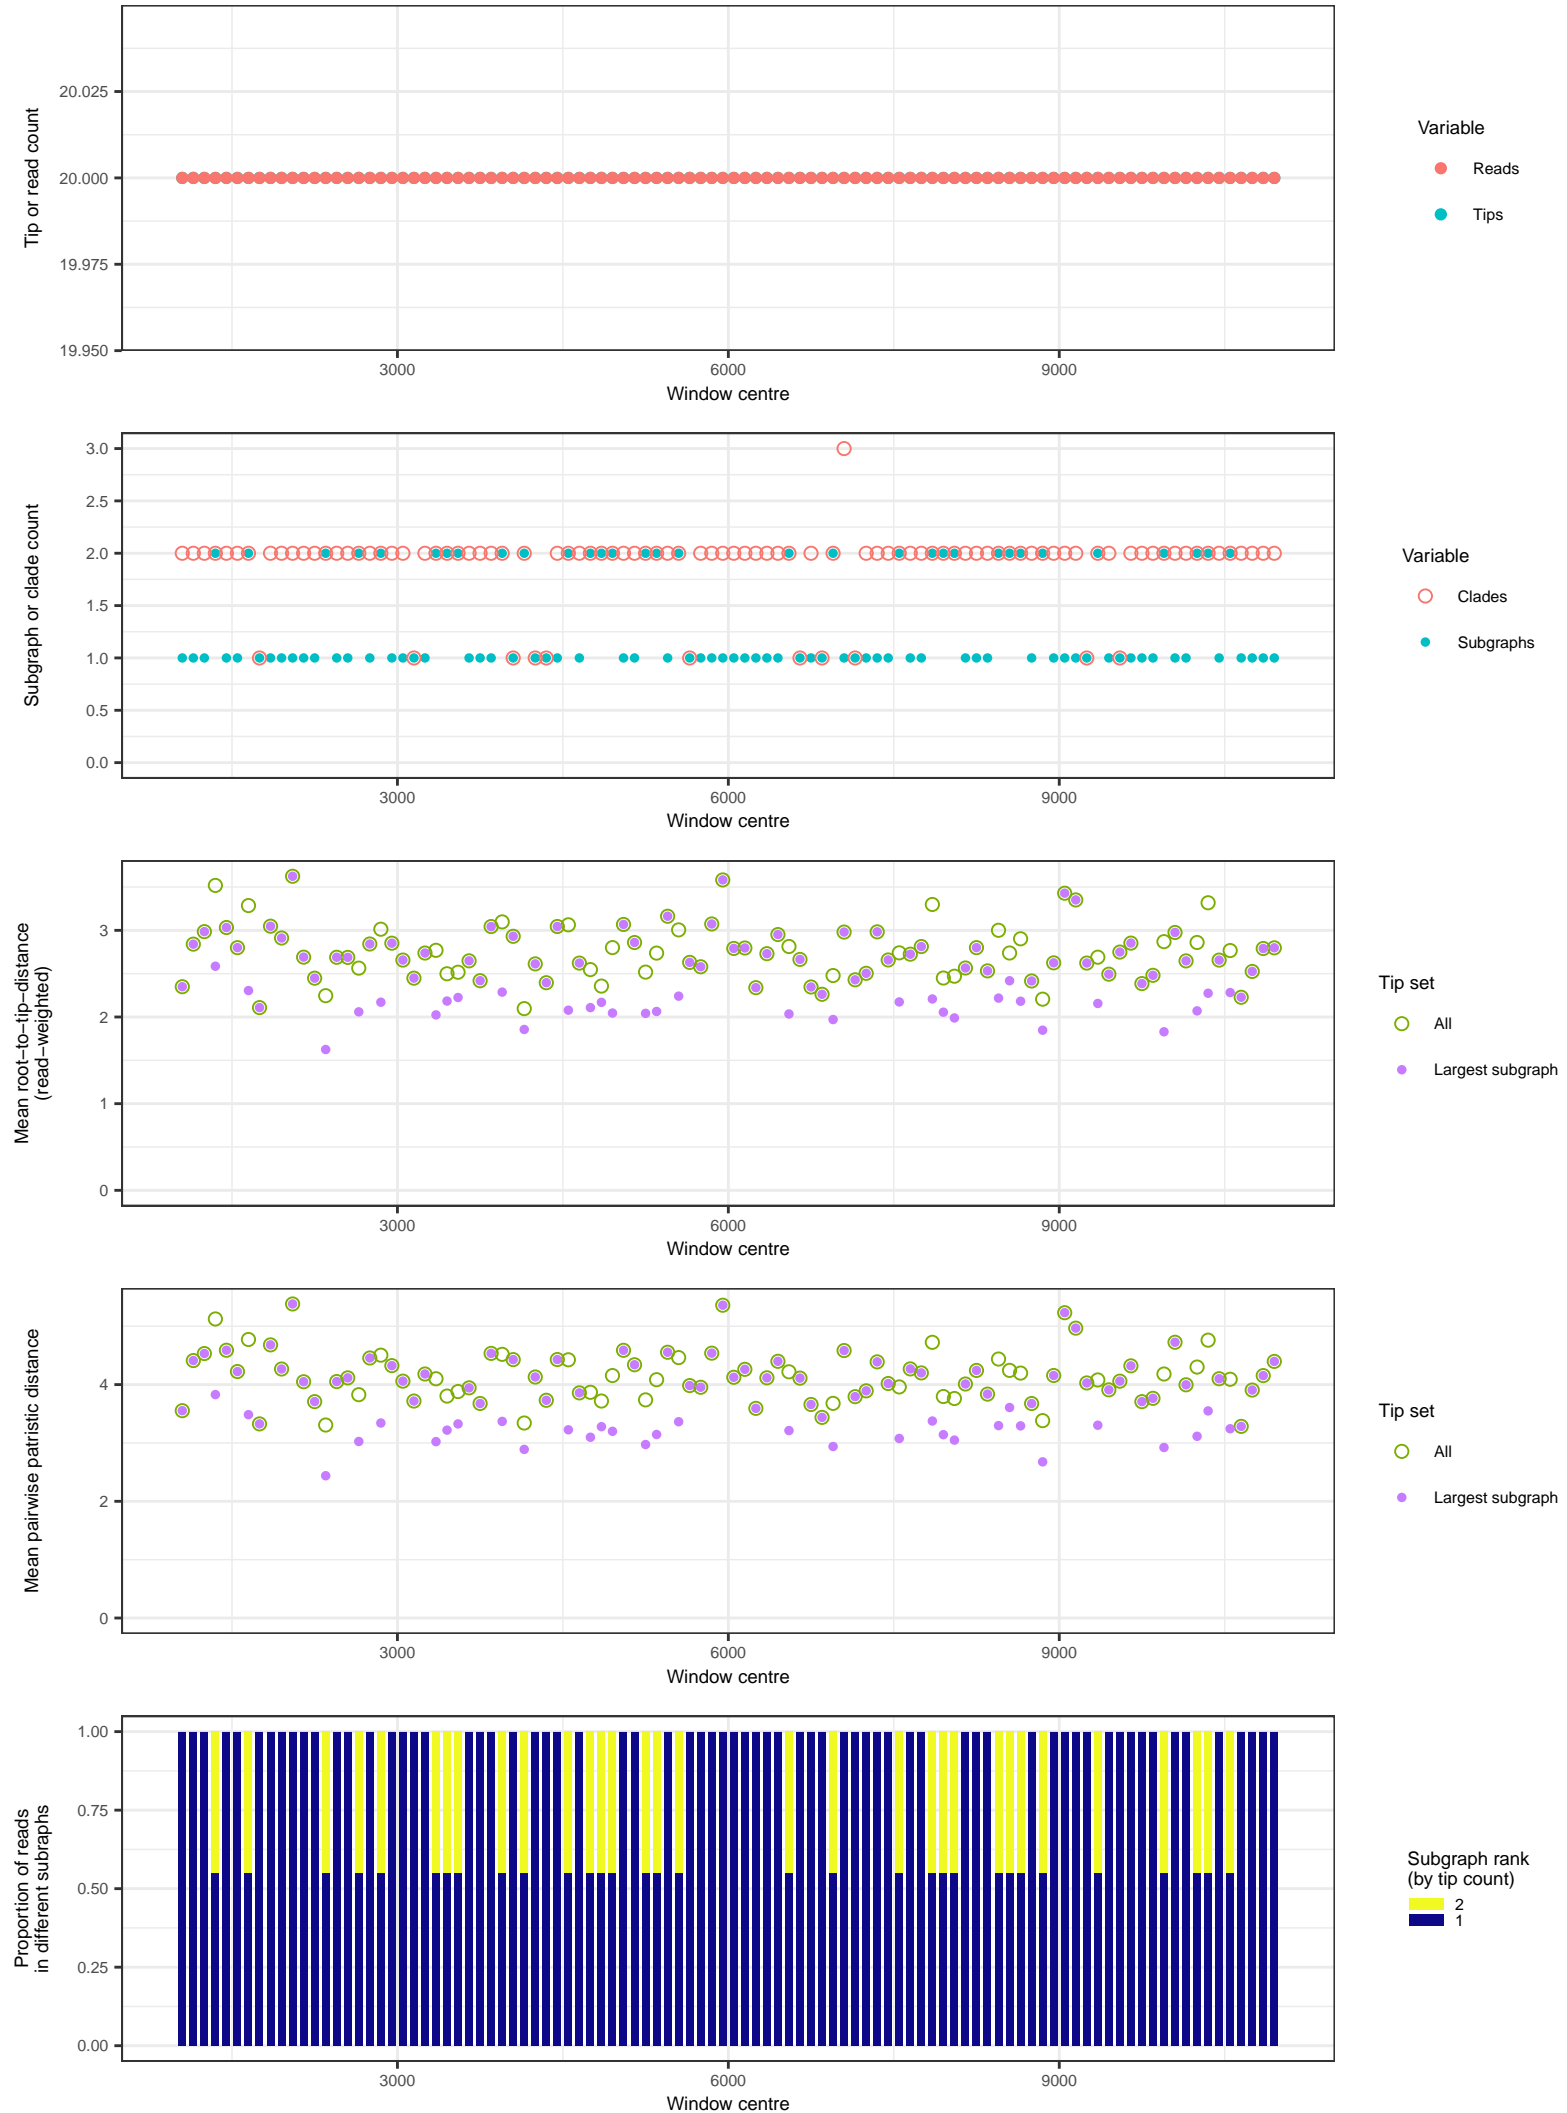 20.025
20.000
19.975
19.950
Tip or read count
3000 6000 9000
Window centre
Variable
Reads
Tips
3.0
2.5
2.0
1.5
1.0
0.5
0.0
Subgraph or clade count
3000 6000 9000
Window centre
Variable
Clades
Subgraphs
3
2
1
0
Mean root−to−tip−distance
(read−weighted)
3000 6000 9000
Window centre
Tip set
All
Largest subgraph
4
2
0
Mean pairwise patristic distance
3000 6000 9000
Window centre
Tip set
All
Largest subgraph
1.00
0.75
0.50
0.25
0.00
Proportion of reads
in different subraphs
3000 6000 9000
Window centre
Subgraph rank
(by tip count)
2
1